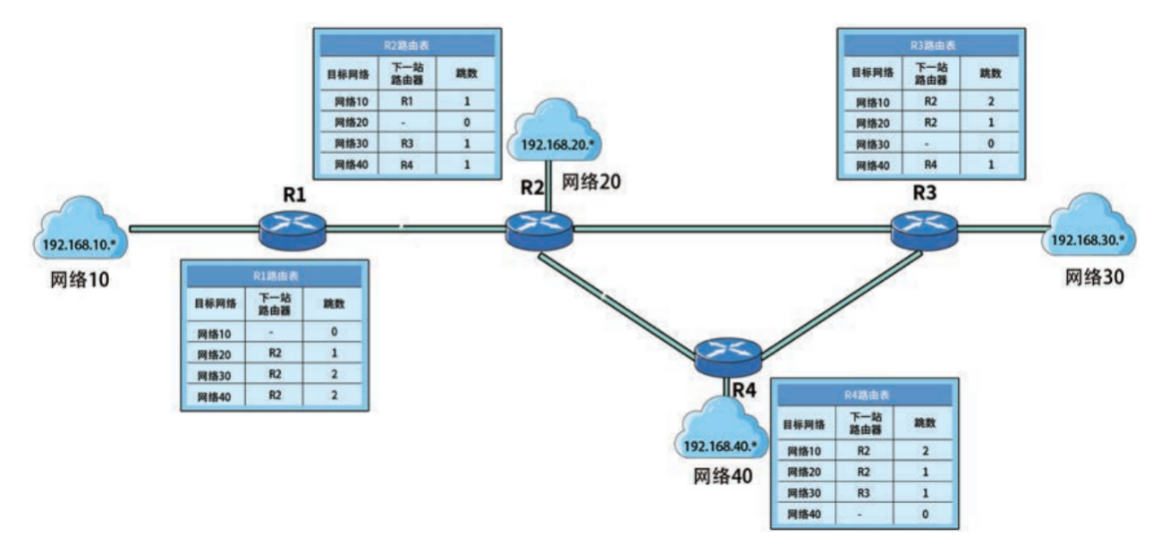 R2路由表
目标网络 下一站路由器 跳数
网络10 R1 1
网络20 - 0
网络30 R3 1
网络40 R4 1
R3路由表
目标网络 下一站路由器 跳数
网络10 R2 2
网络20 R2 1
网络30 - 0
网络40 R4 1
192.168.20.*
网络20
R1
R2
R3
192.168.10.*
网络10
192.168.30.*
网络30
R1路由表
目标网络 下一站路由器 跳数
网络10 - 0
网络20 R2 1
网络30 R2 2
网络40 R2 2
R4
192.168.40.*
网络40
R4路由表
目标网络 下一站路由器 跳数
网络10 R2 2
网络20 R2 1
网络30 R3 1
网络40 - 0